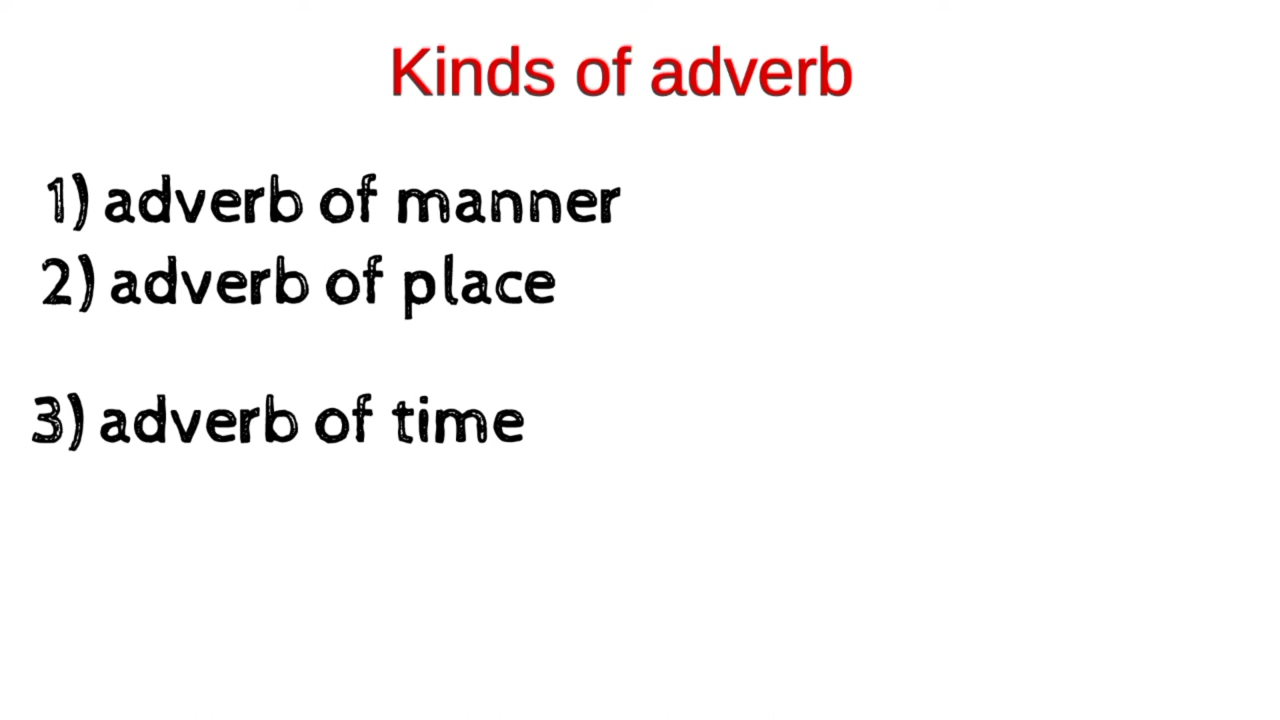 Kinds of adverb
1) adverb of manner
2) adverb of place
3) adverb of time